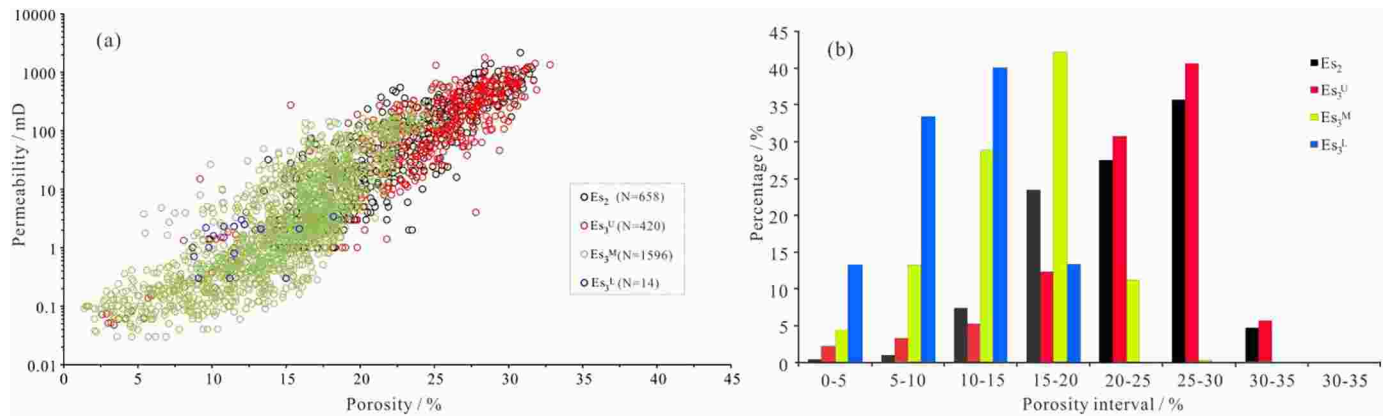 (a)
Permeability / mD
10000
1000
100
10
1
0.1
0.01
0 5 10 15 20 25 30 35 40 45
Porosity / %
Es₂ (N=658)
Es₃ᵁ (N=420)
Es₃ᴹ (N=1596)
Es₃ᴸ (N=14)
(b)
Percentage / %
45
40
35
30
25
20
15
10
5
0
0-5 5-10 10-15 15-20 20-25 25-30 30-35 30-35
Porosity interval / %
Es₂
Es₃ᵁ
Es₃ᴹ
Es₃ᴸ